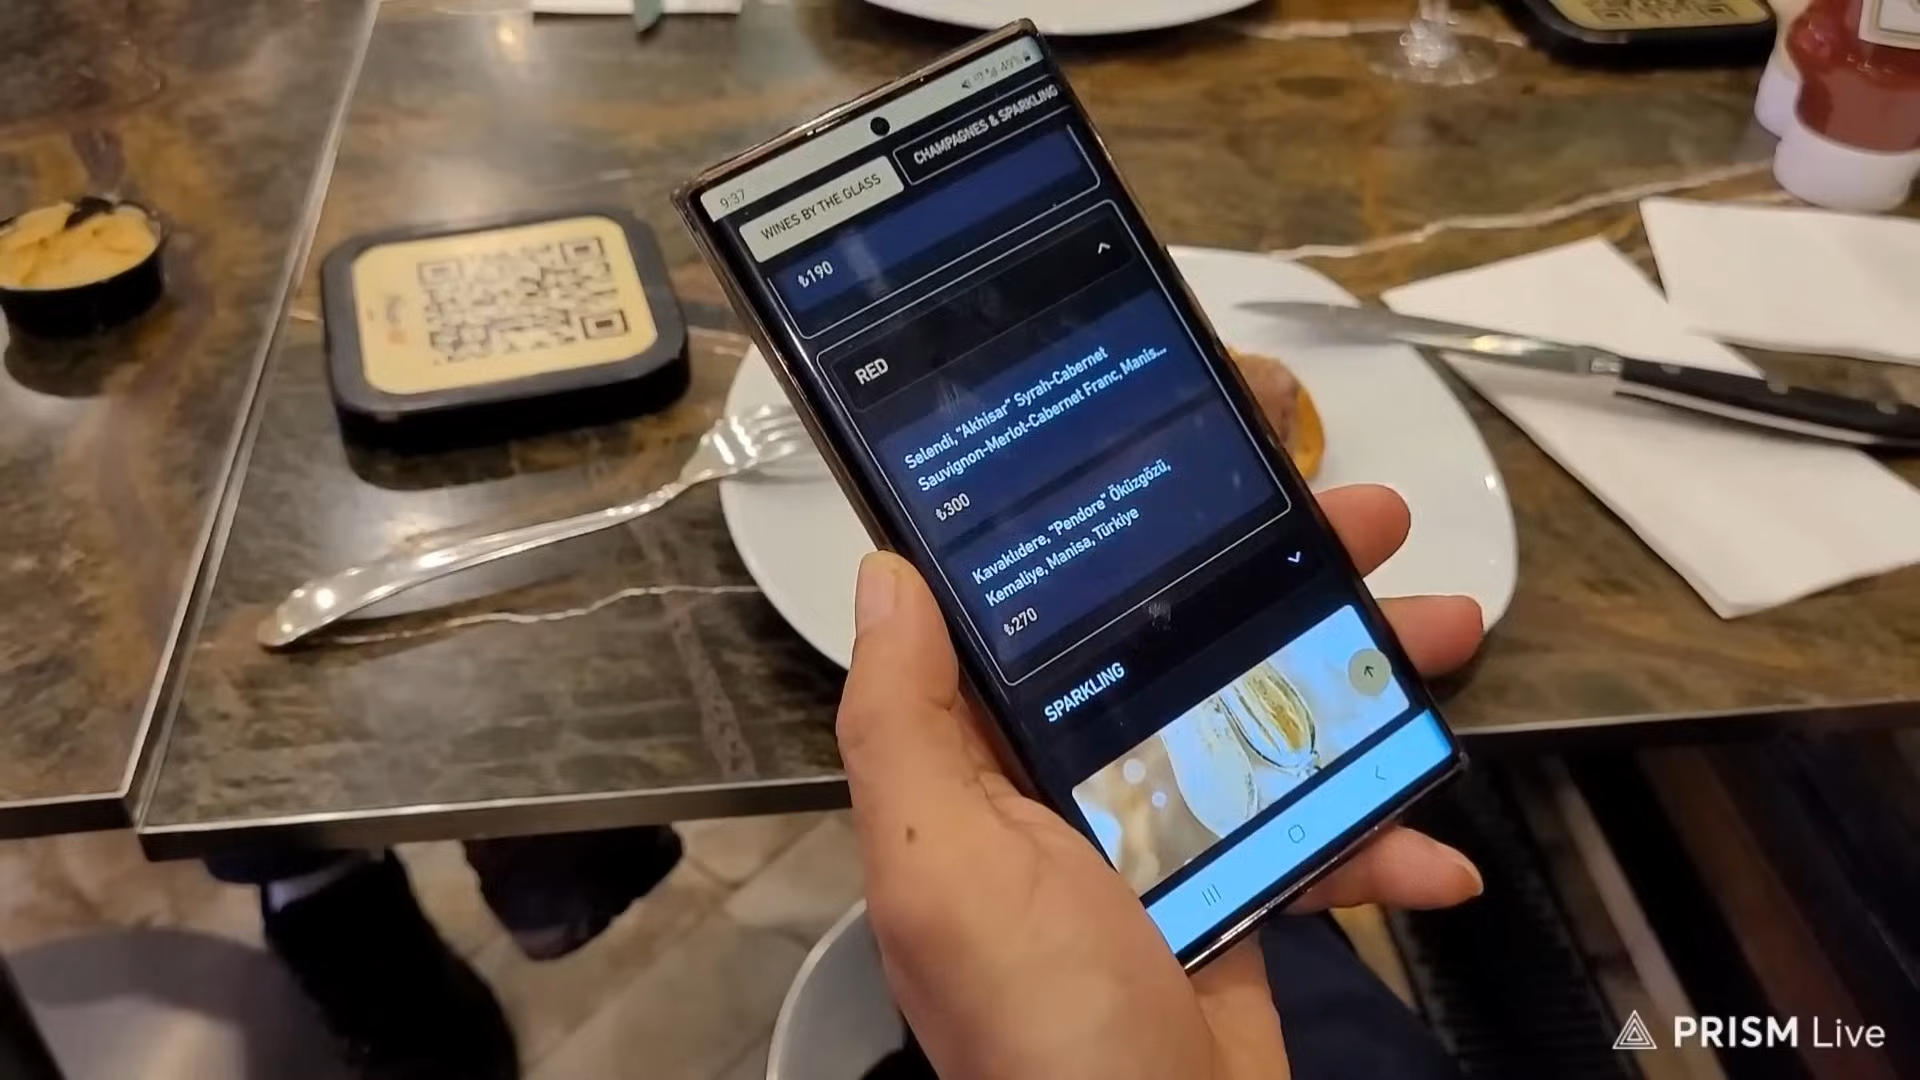 9:37
49%
WINES BY THE GLASS
CHAMPAGNES & SPARKLING
₺190
RED
Selendi, "Akhisar" Syrah-Cabernet
Sauvignon-Merlot-Cabernet Franc, Manis...
₺300
Kavaklıdere, "Pendore" Öküzgözü,
Kemaliye, Manisa, Türkiye
₺270
SPARKLING
PRISM Live